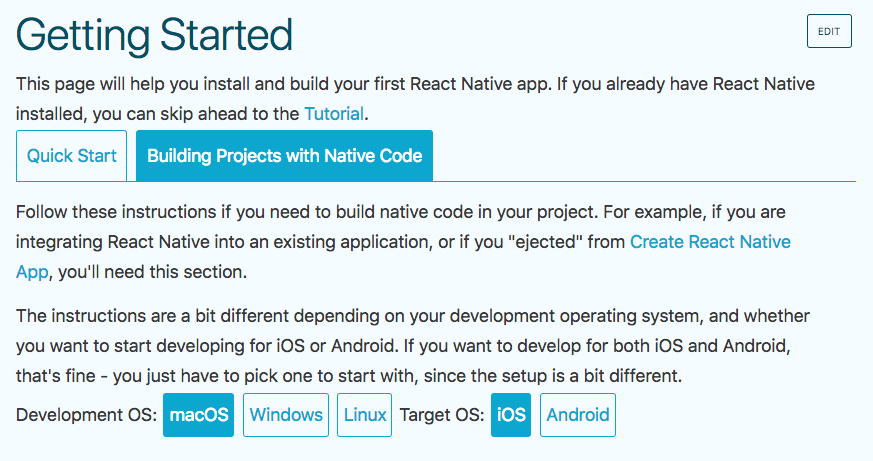 Getting Started
EDIT
This page will help you install and build your first React Native app. If you already have React Native
installed, you can skip ahead to the Tutorial.
Quick Start Building Projects with Native Code
Follow these instructions if you need to build native code in your project. For example, if you are
integrating React Native into an existing application, or if you "ejected" from Create React Native
App, you'll need this section.
The instructions are a bit different depending on your development operating system, and whether
you want to start developing for iOS or Android. If you want to develop for both iOS and Android,
that's fine - you just have to pick one to start with, since the setup is a bit different.
Development OS: macOS Windows Linux Target OS: iOS Android